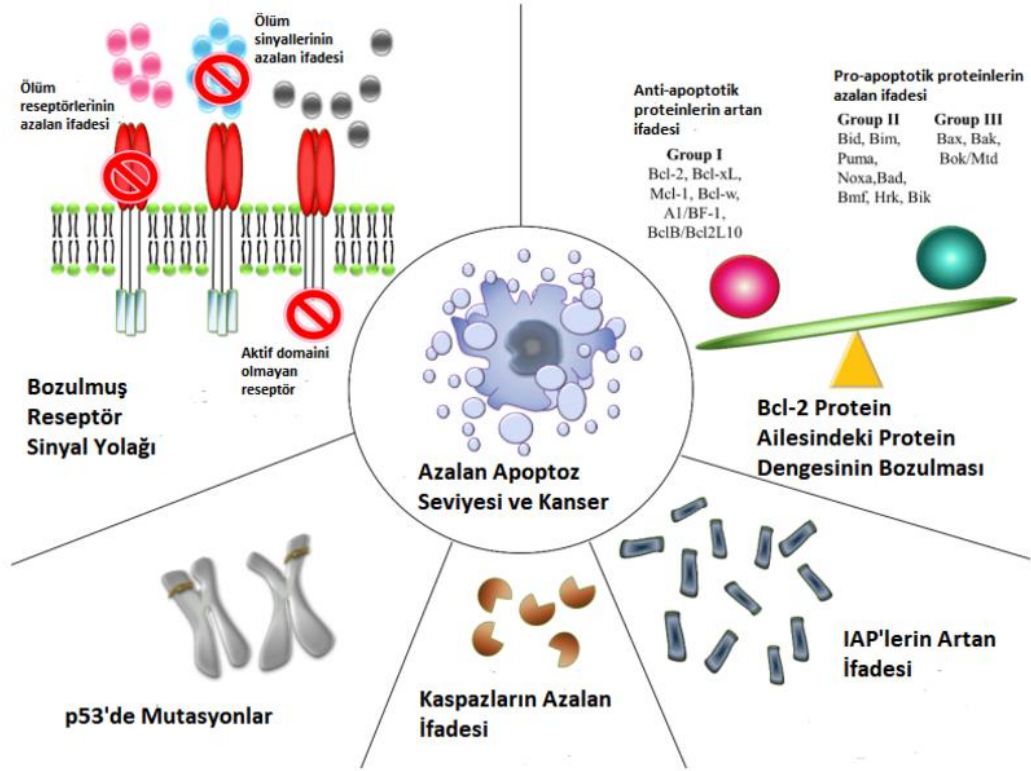 Ölüm
sinyallerinin
azalan ifadesi
Ölüm
reseptörlerinin
azalan ifadesi
Aktif domaini
olmayan
reseptör
Bozulmuş
Reseptör
Sinyal Yolağı
Anti-apoptotik
proteinlerin artan
ifadesi
Group I
Bcl-2, Bcl-xL,
Mcl-1, Bcl-w,
A1/BF-1,
BclB/Bcl2L10
Pro-apoptotik proteinlerin
azalan ifadesi
Group II
Bid, Bim,
Puma,
Noxa,Bad,
Bmf, Hrk, Bik
Group III
Bax, Bak,
Bok/Mtd
Bcl-2 Protein
Ailesindeki Protein
Dengesinin Bozulması
Azalan Apoptoz
Seviyesi ve Kanser
p53'de Mutasyonlar
Kaspazların Azalan
İfadesi
IAP'lerin Artan
İfadesi